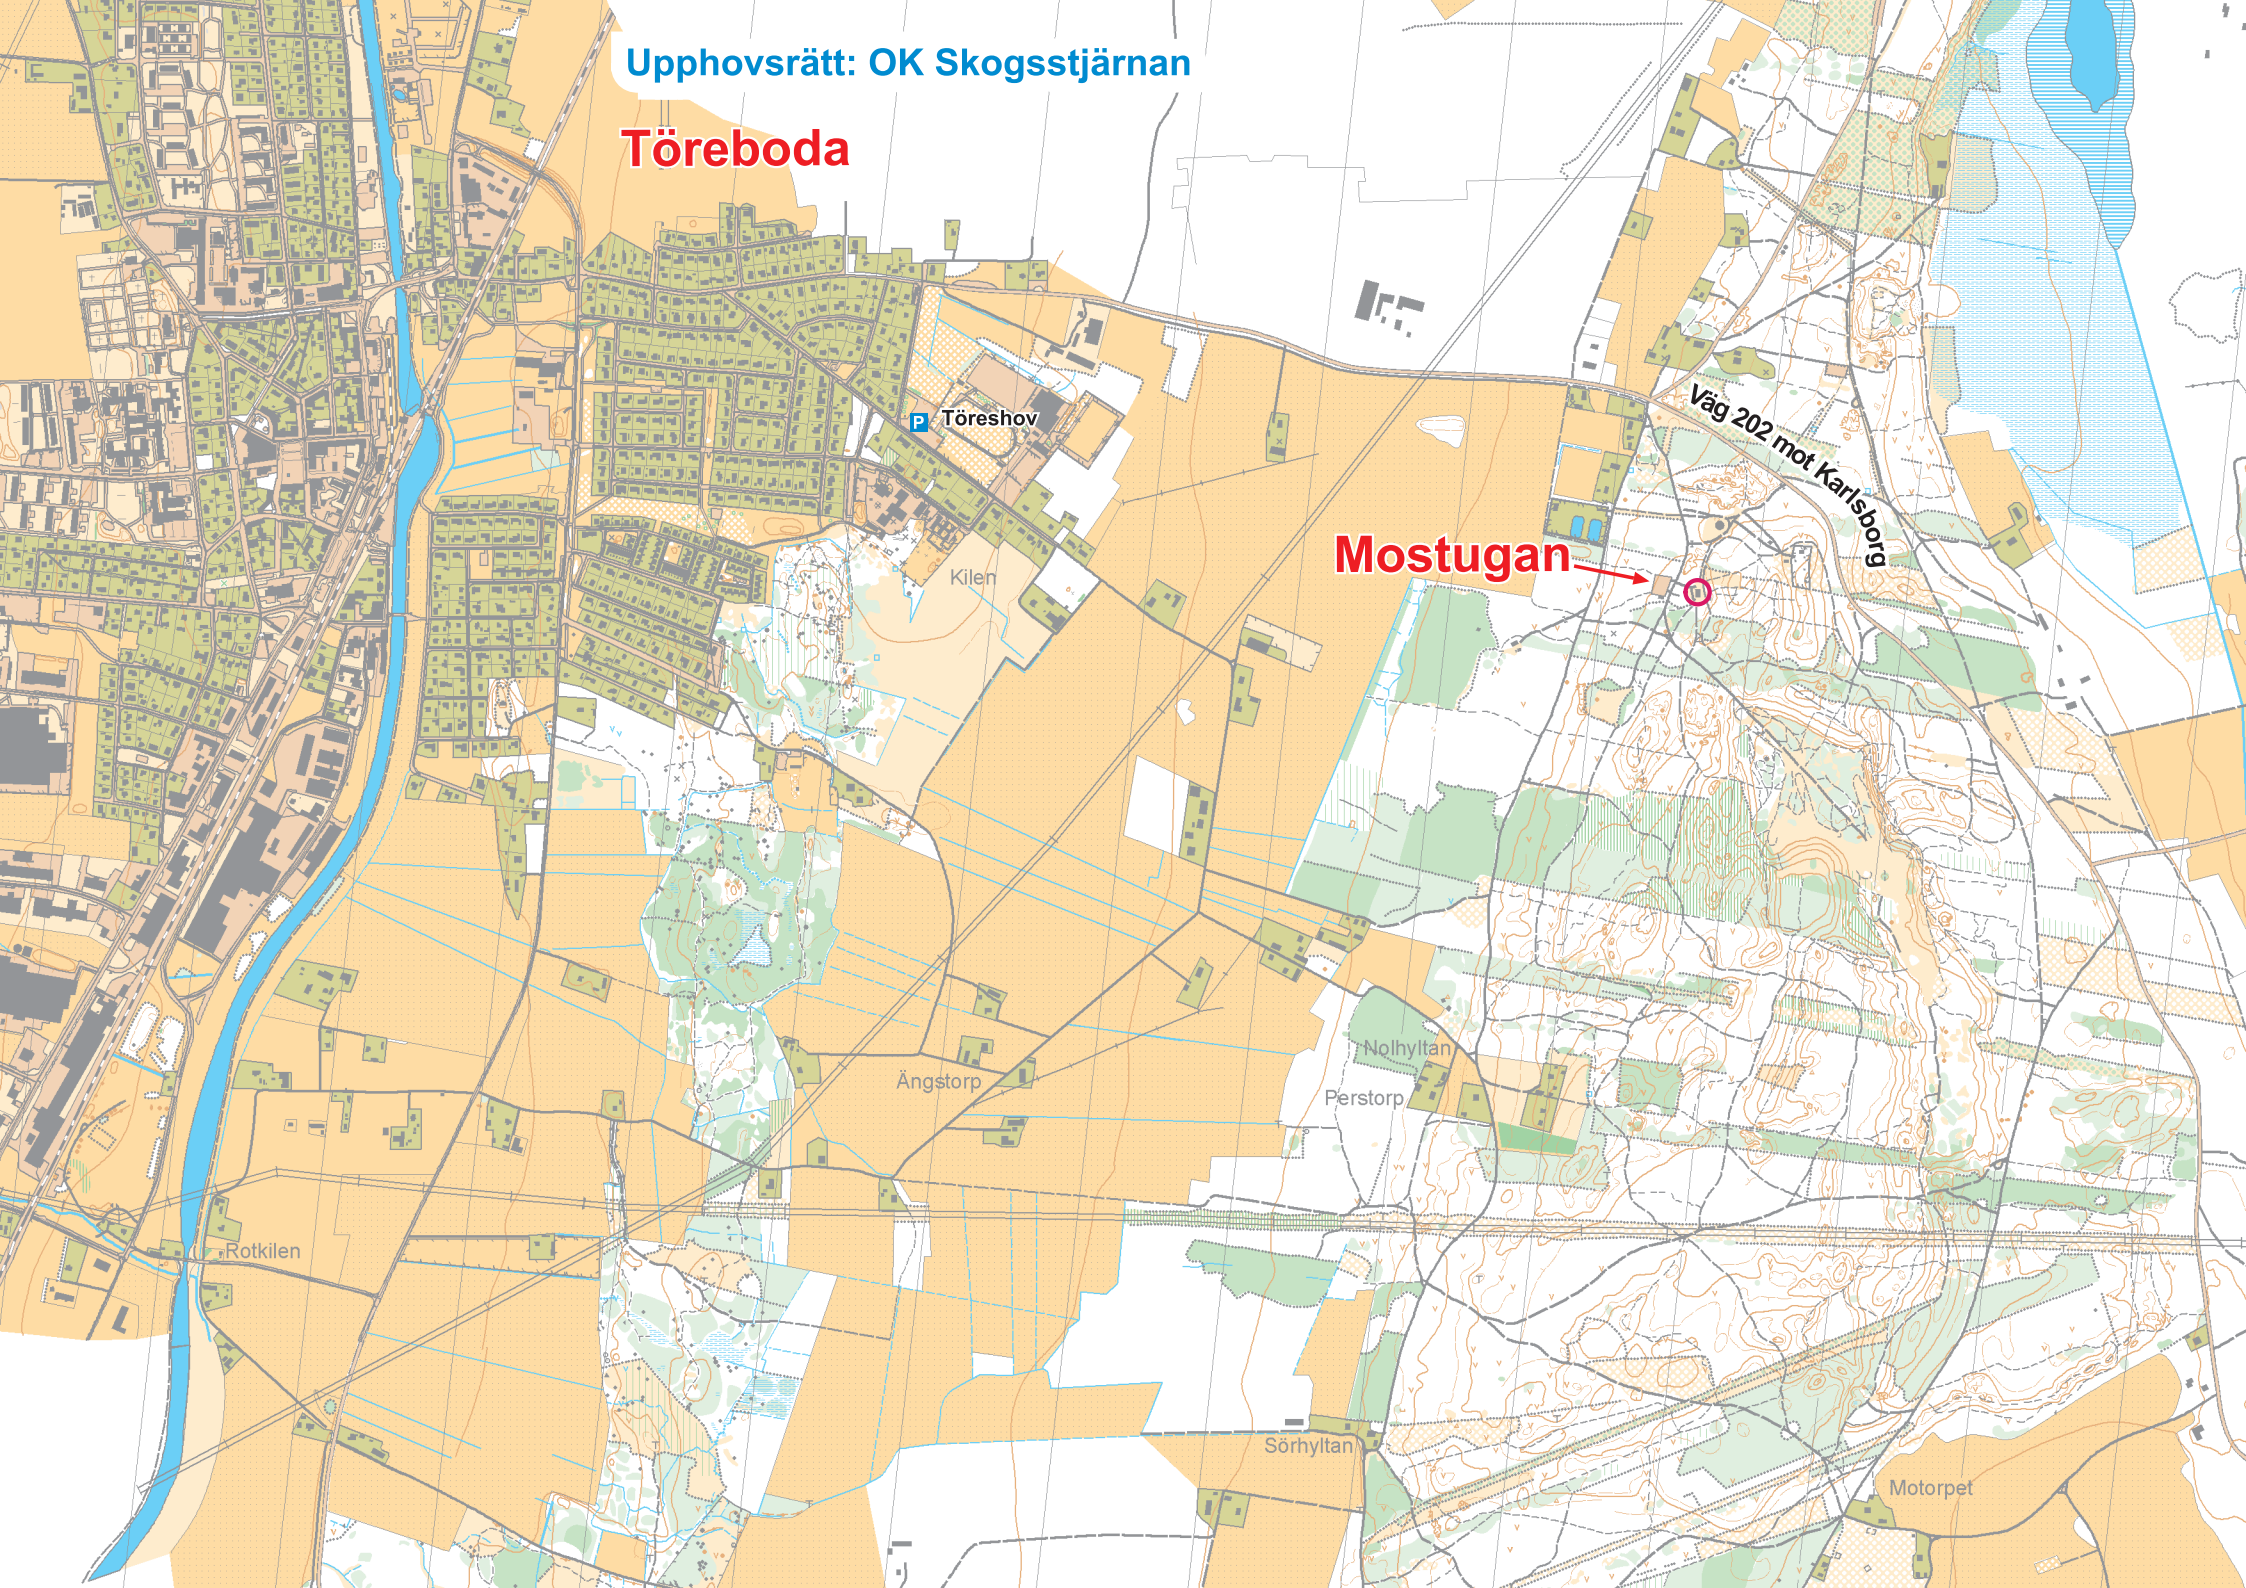 Upphovsrätt: OK Skogsstjärnan
Töreboda
P Töreshov
Väg 202 mot Karlsborg
Mostugan
Kilen
Nolhyltan
Ängstorp
Perstorp
Rotkilen
Sörhyltan
Motorpet